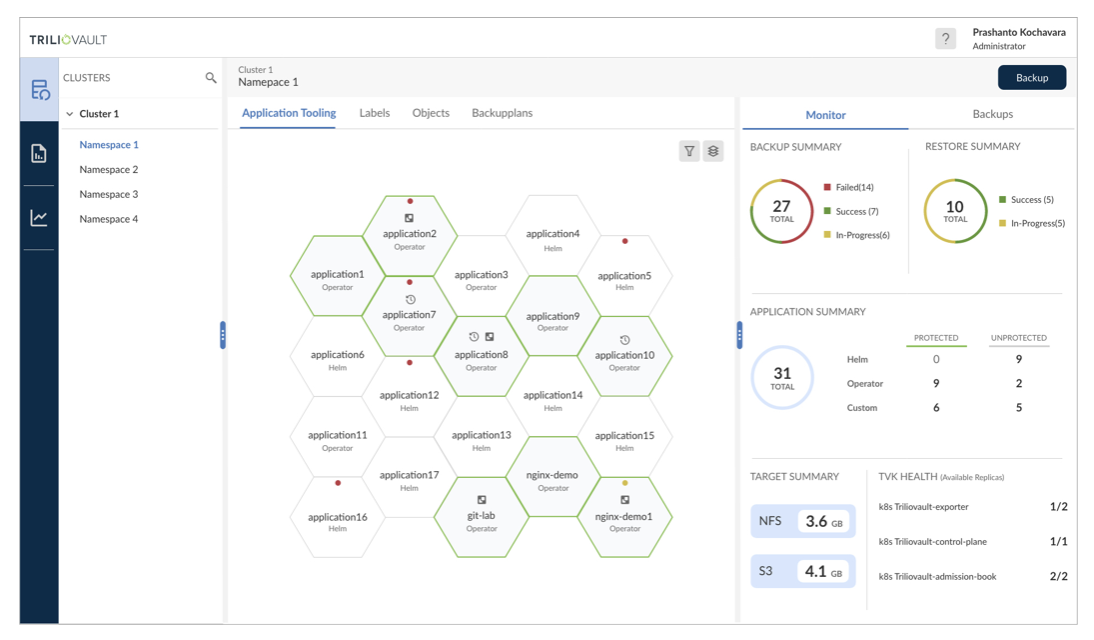 TRILIOVAULT
?
Prashanto Kochavara
Administrator
CLUSTERS
Cluster 1
Namespace 1
Namespace 2
Namespace 3
Namespace 4
Cluster 1
Namepace 1
Backup
Application Tooling
Labels
Objects
Backupplans
application2
Operator
application4
Helm
application1
Operator
application3
Operator
application5
Helm
application7
Operator
application9
Operator
application6
Helm
application8
Operator
application10
Operator
application12
Helm
application14
Helm
application11
Operator
application13
Helm
application15
Helm
application17
Helm
nginx-demo
Operator
application16
Helm
git-lab
Operator
nginx-demo1
Operator
Monitor
Backups
BACKUP SUMMARY
27
TOTAL
Failed(14)
Success (7)
In-Progress(6)
RESTORE SUMMARY
10
TOTAL
Success (5)
In-Progress(5)
APPLICATION SUMMARY
31
TOTAL
PROTECTED UNPROTECTED
Helm 0 9
Operator 9 2
Custom 6 5
TARGET SUMMARY
NFS 3.6 GB
S3 4.1 GB
TVK HEALTH (Available Replicas)
k8s Triliovault-exporter 1/2
k8s Triliovault-control-plane 1/1
k8s Triliovault-admission-book 2/2